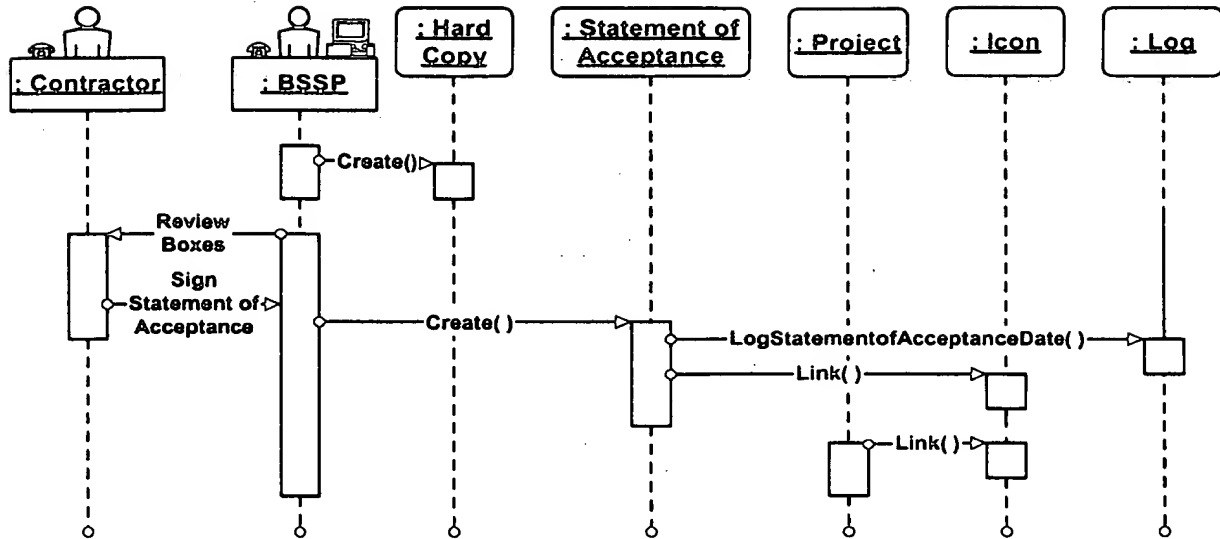 : Contractor
: BSSP
: Hard
Copy
: Statement of
Acceptance
: Project
: Icon
: Log
Create()
Review
Boxes
Sign
Statement of
Acceptance
Create( )
LogStatementofAcceptanceDate( )
Link( )
Link( )